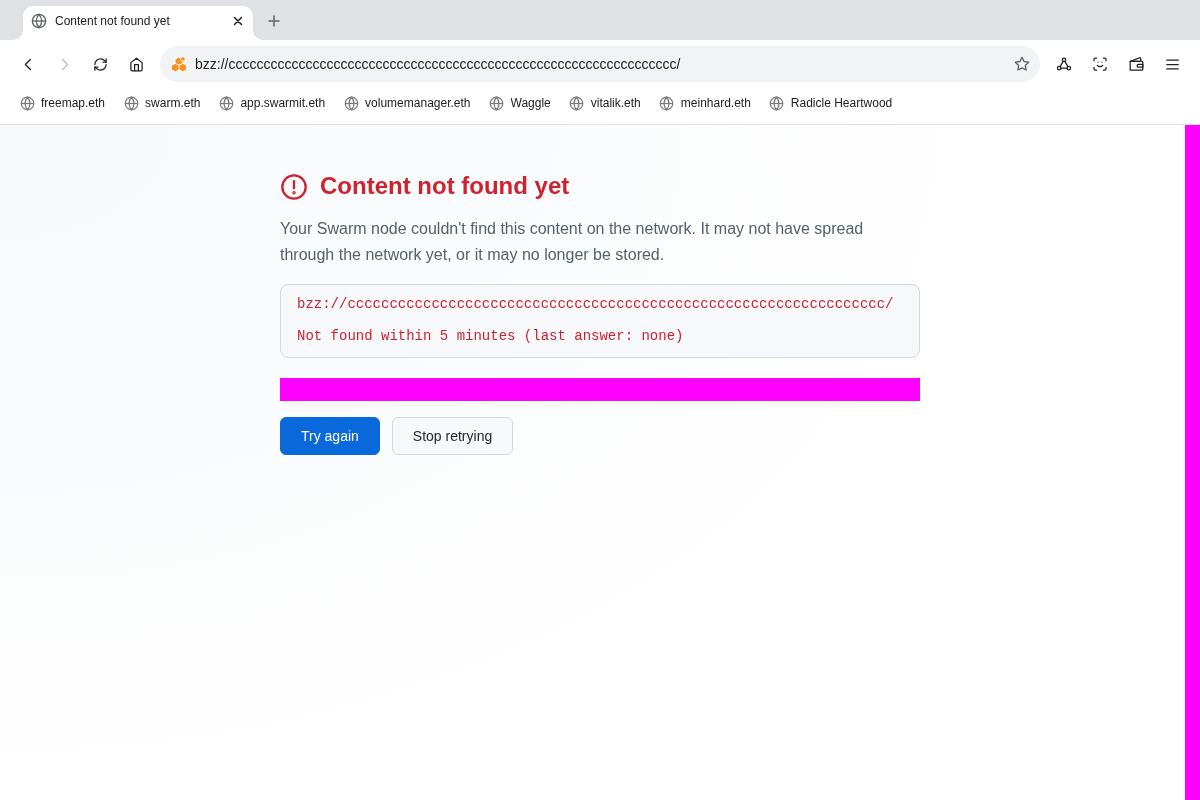 Content not found yet
bzz://cccccccccccccccccccccccccccccccccccccccccccccccccccccccccccccccc/
freemap.eth
swarm.eth
app.swarmit.eth
volumemanager.eth
Waggle
vitalik.eth
meinhard.eth
Radicle Heartwood
Content not found yet
Your Swarm node couldn't find this content on the network. It may not have spread
through the network yet, or it may no longer be stored.
bzz://cccccccccccccccccccccccccccccccccccccccccccccccccccccccccccccccc/
Not found within 5 minutes (last answer: none)
Try again
Stop retrying